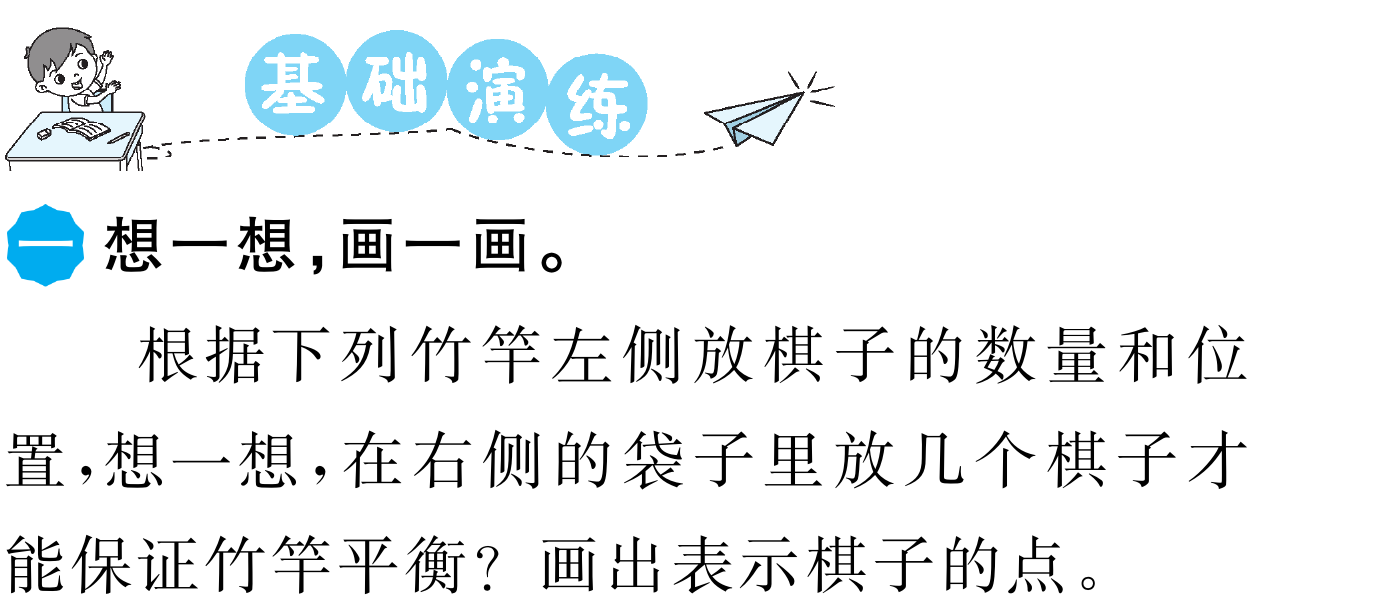 基础演练
一 想一想,画一画。
根据下列竹竿左侧放棋子的数量和位
置,想一想,在右侧的袋子里放几个棋子才
能保证竹竿平衡? 画出表示棋子的点。